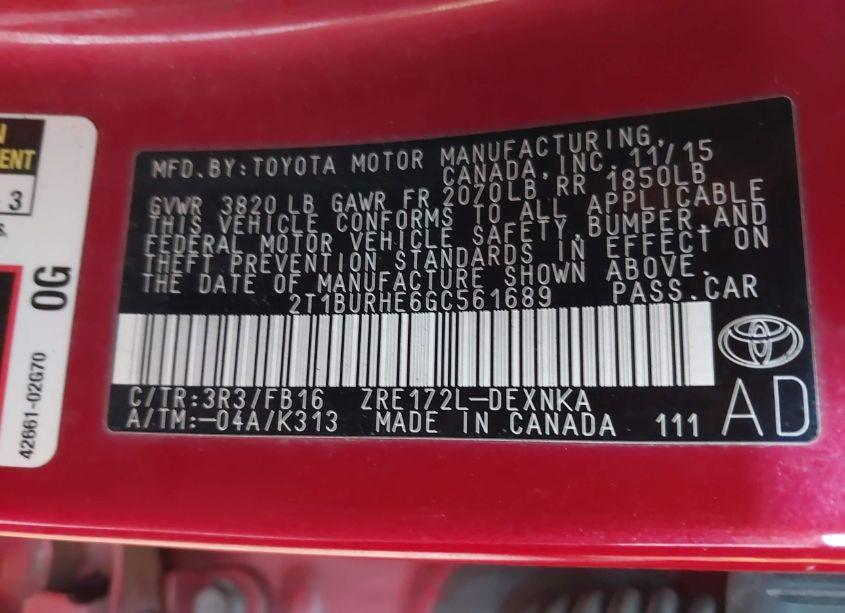 N
ENT
3
s.
0G
42661-02G70
MFD.BY:TOYOTA MOTOR MANUFACTURING,
CANADA, INC. 11/15
GVWR 3820 LB GAWR FR 2070LB, RR 1850LB
THIS VEHICLE CONFORMS TO ALL APPLICABLE
FEDERAL MOTOR VEHICLE SAFETY, BUMPER, AND
THEFT PREVENTION STANDARDS IN EFFECT ON
THE DATE OF MANUFACTURE SHOWN ABOVE.
2T1BURHE6GC561689 PASS.CAR
C/TR:3R3/FB16 ZRE172L-DEXNKA
A/TM:-04A/K313 MADE IN CANADA 111
AD